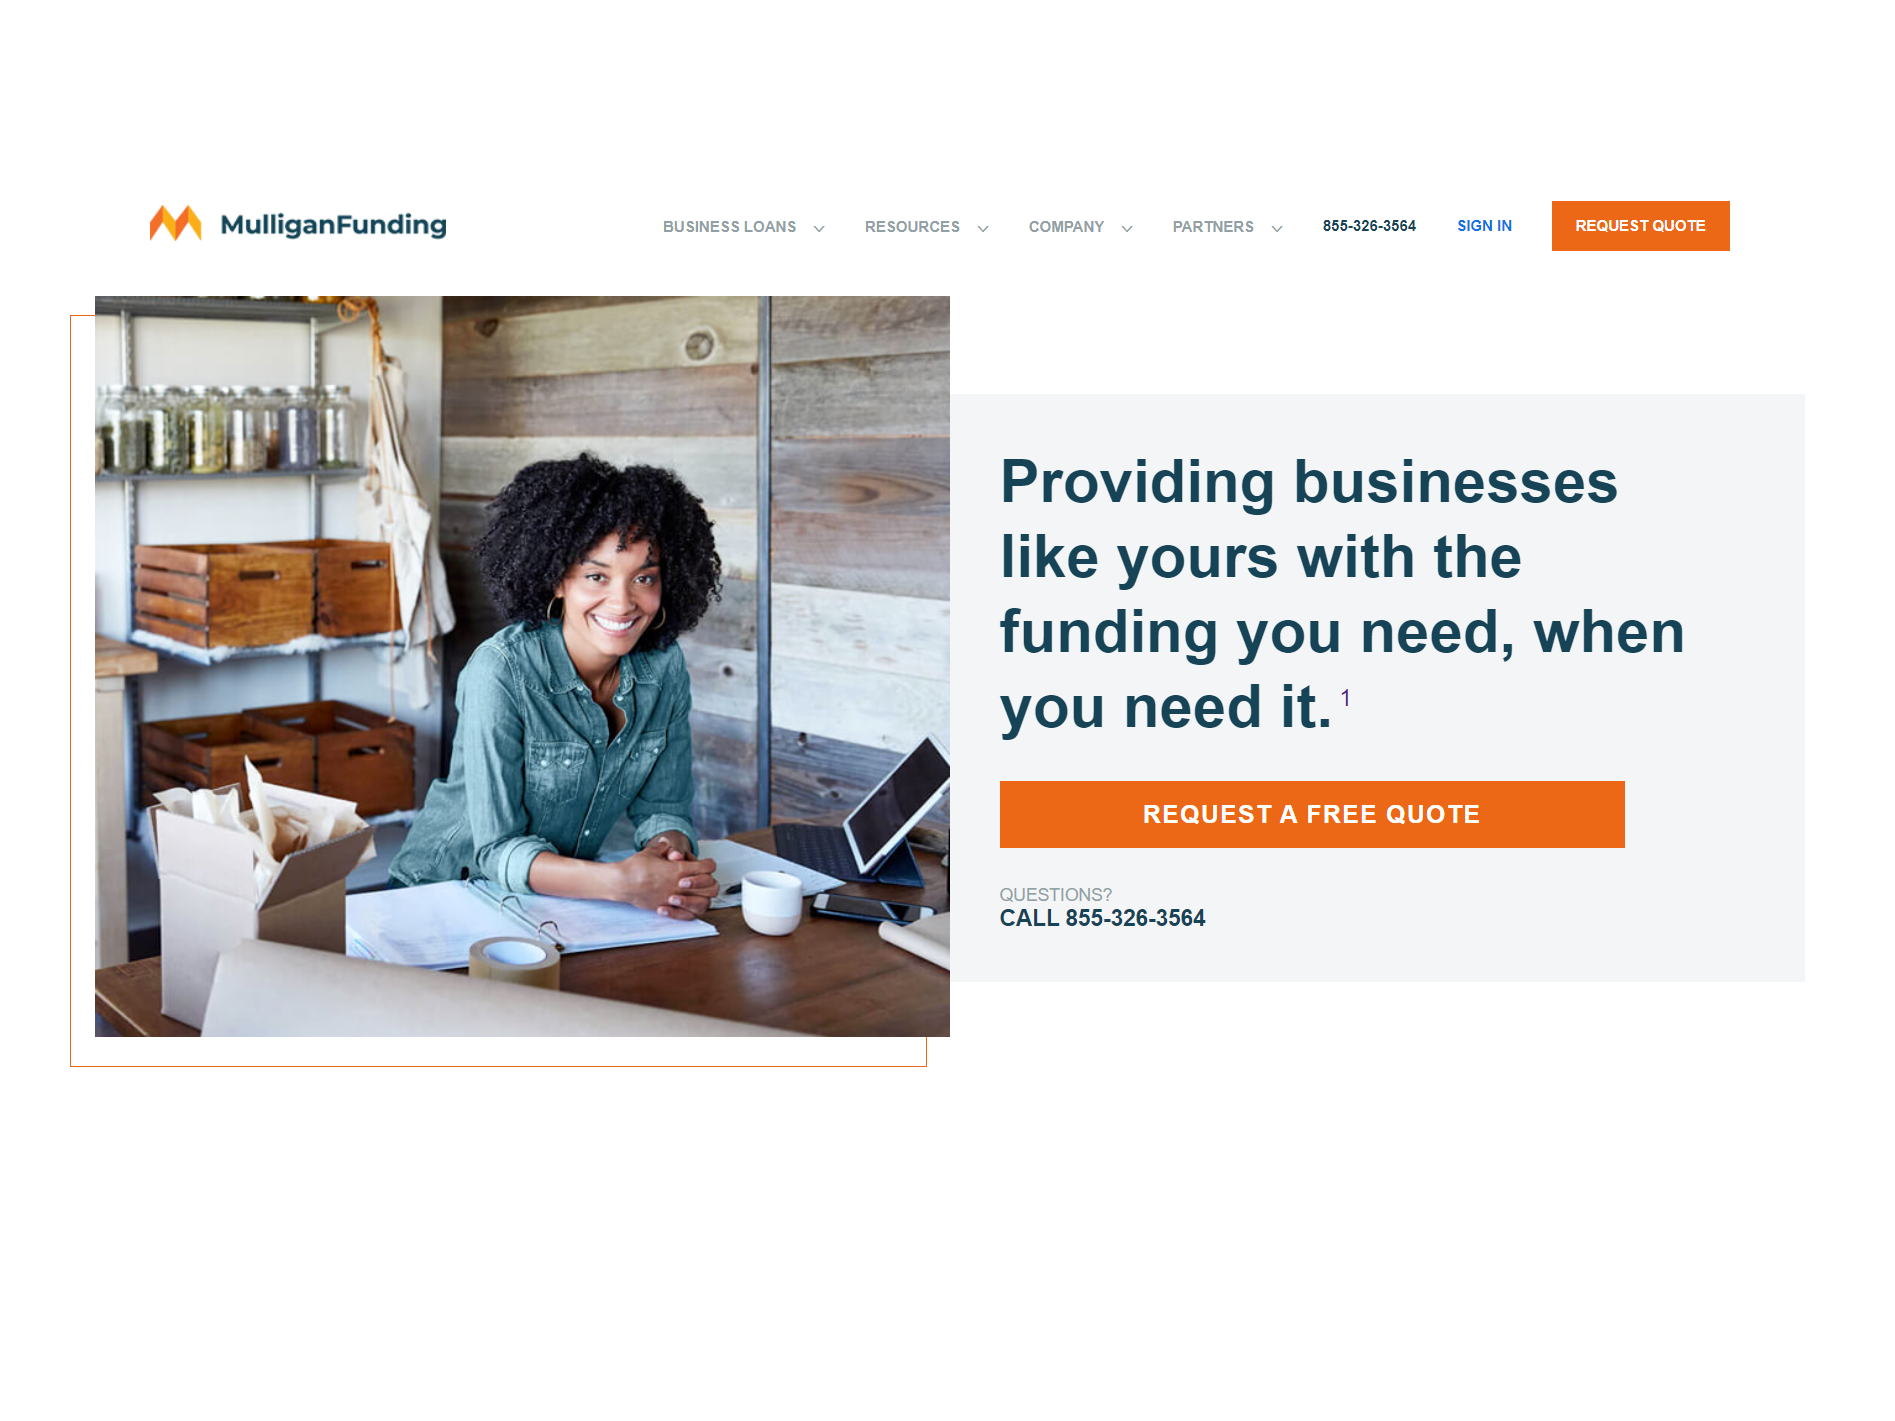 MulliganFunding
BUSINESS LOANS
RESOURCES
COMPANY
PARTNERS
855-326-3564
SIGN IN
REQUEST QUOTE
Providing businesses
like yours with the
funding you need, when
you need it. 1
REQUEST A FREE QUOTE
QUESTIONS?
CALL 855-326-3564